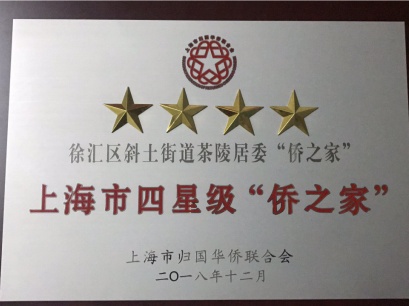 徐汇区斜土街道茶陵居委“侨之家”
上海市四星级“侨之家”
上海市归国华侨联合会
二〇一八年十二月